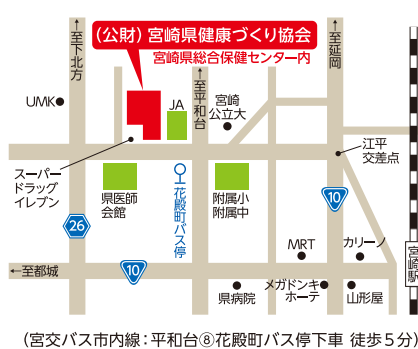 (公財)宮崎県健康づくり協会
宮崎県総合保健センター内
↑至下北方
↑至平和台
↑至延岡
UMK
JA
宮崎
公立大
江平
交差点
スーパー
ドラッグ
イレブン
県医師
会館
花殿町バス停
附属小
附属中
10
26
宮崎駅
MRT
カリーノ
←至都城
10
県病院
メガドンキ
ホーテ
山形屋
(宮交バス市内線:平和台⑧花殿町バス停下車 徒歩5分)